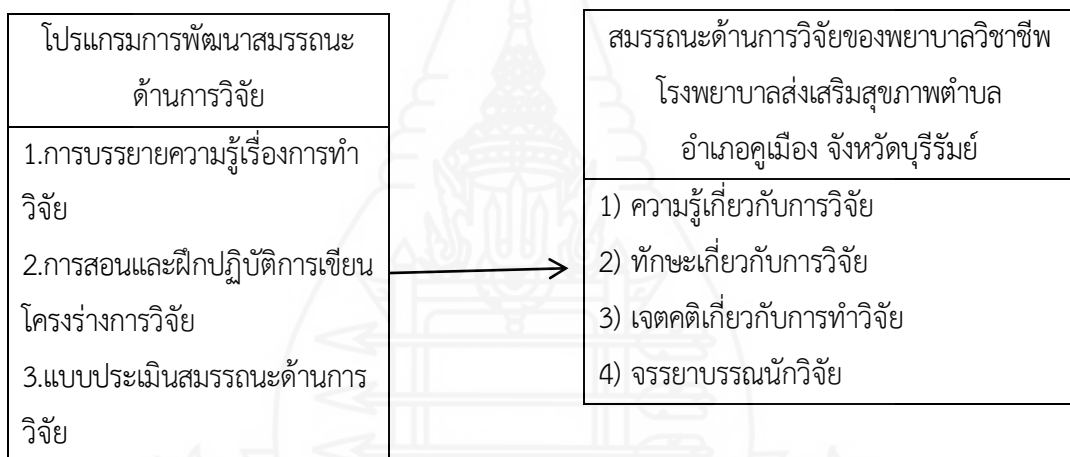 โปรแกรมการพัฒนาสมรรถนะ
ด้านการวิจัย
1.การบรรยายความรู้เรื่องการทำ
วิจัย
2.การสอนและฝึกปฏิบัติการเขียน
โครงร่างการวิจัย
3.แบบประเมินสมรรถนะด้านการ
วิจัย
สมรรถนะด้านการวิจัยของพยาบาลวิชาชีพ
โรงพยาบาลส่งเสริมสุขภาพตำบล
อำเภอคูเมือง จังหวัดบุรีรัมย์
1) ความรู้เกี่ยวกับการวิจัย
2) ทักษะเกี่ยวกับการวิจัย
3) เจตคติเกี่ยวกับการทำวิจัย
4) จรรยาบรรณนักวิจัย